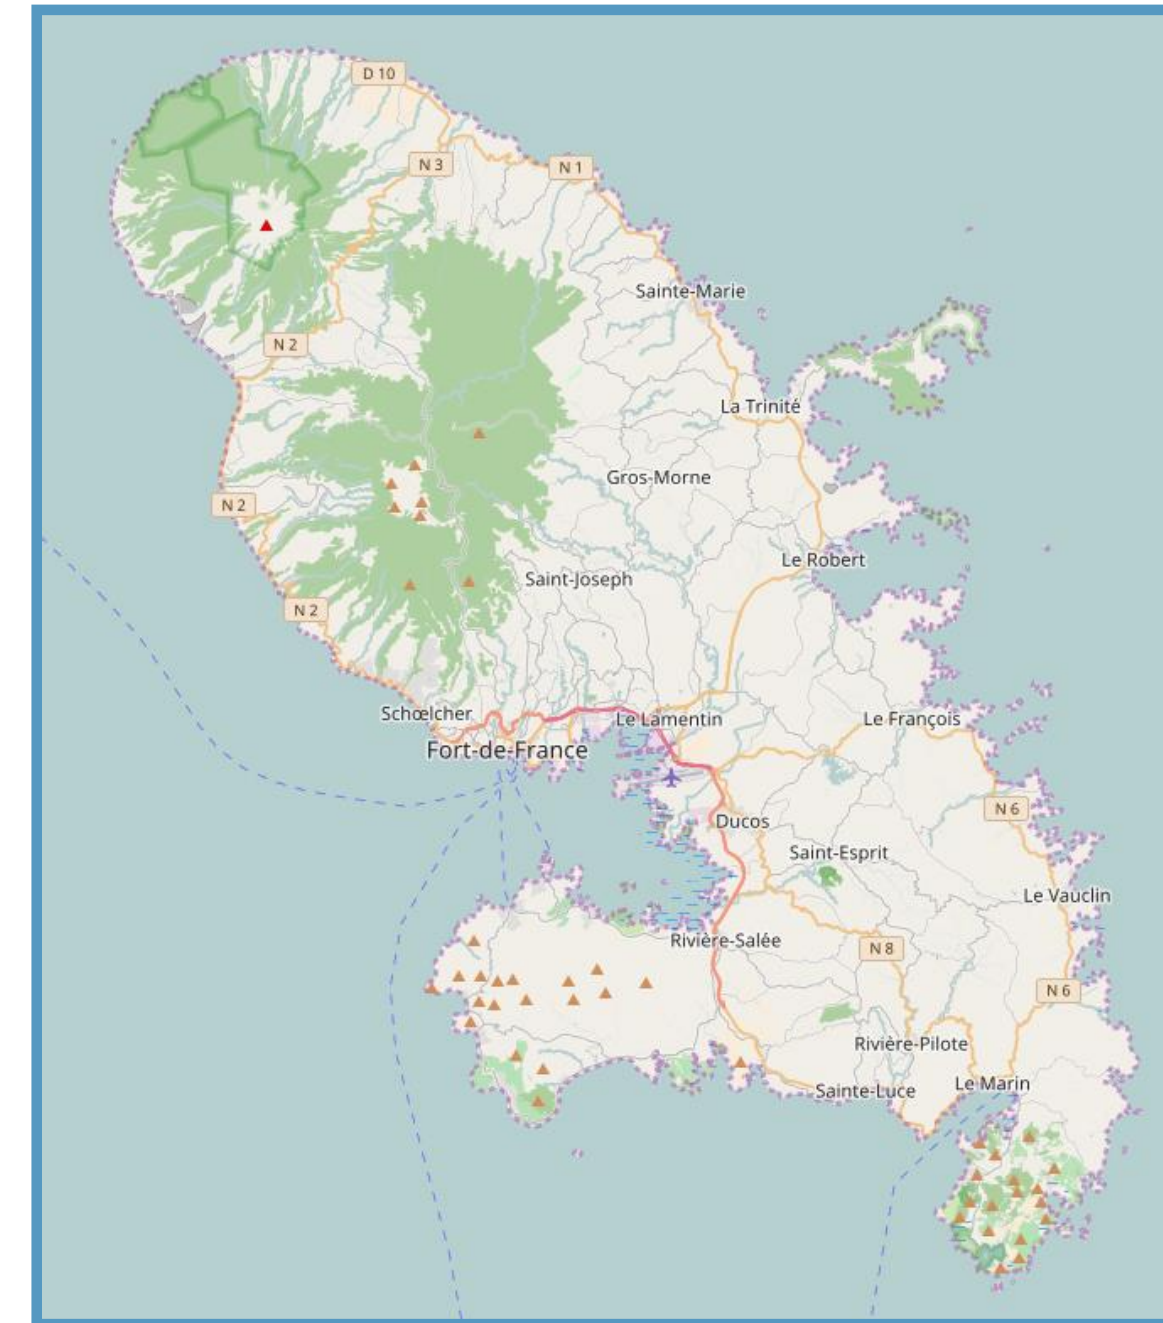 D 10
N 3
N 1
Sainte-Marie
N 2
La Trinité
Gros-Morne
N 2
Le Robert
Saint-Joseph
N 2
Schœlcher
Le Lamentin
Le François
Fort-de-France
N 6
Ducos
Saint-Esprit
Le Vauclin
Rivière-Salée
N 8
N 6
Rivière-Pilote
Le Marin
Sainte-Luce